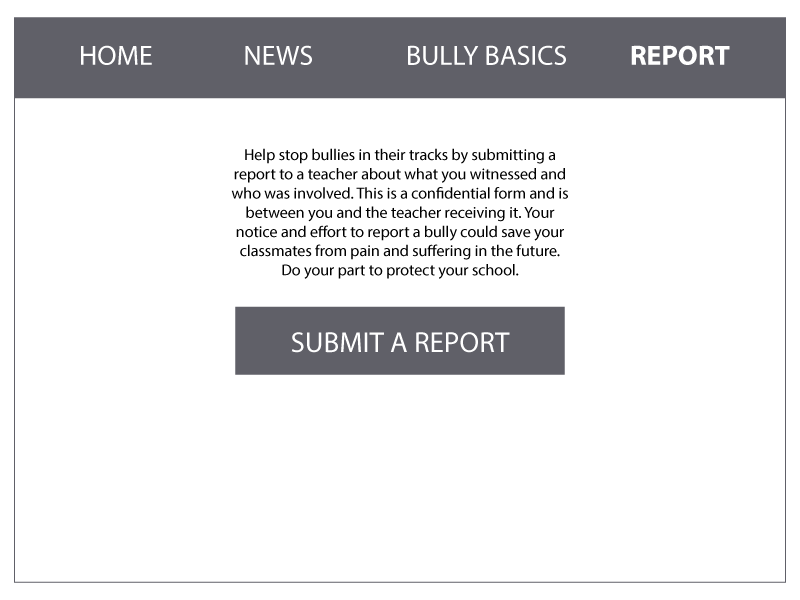 HOME NEWS BULLY BASICS REPORT
Help stop bullies in their tracks by submitting a
report to a teacher about what you witnessed and
who was involved. This is a confidential form and is
between you and the teacher receiving it. Your
notice and effort to report a bully could save your
classmates from pain and suffering in the future.
Do your part to protect your school.
SUBMIT A REPORT